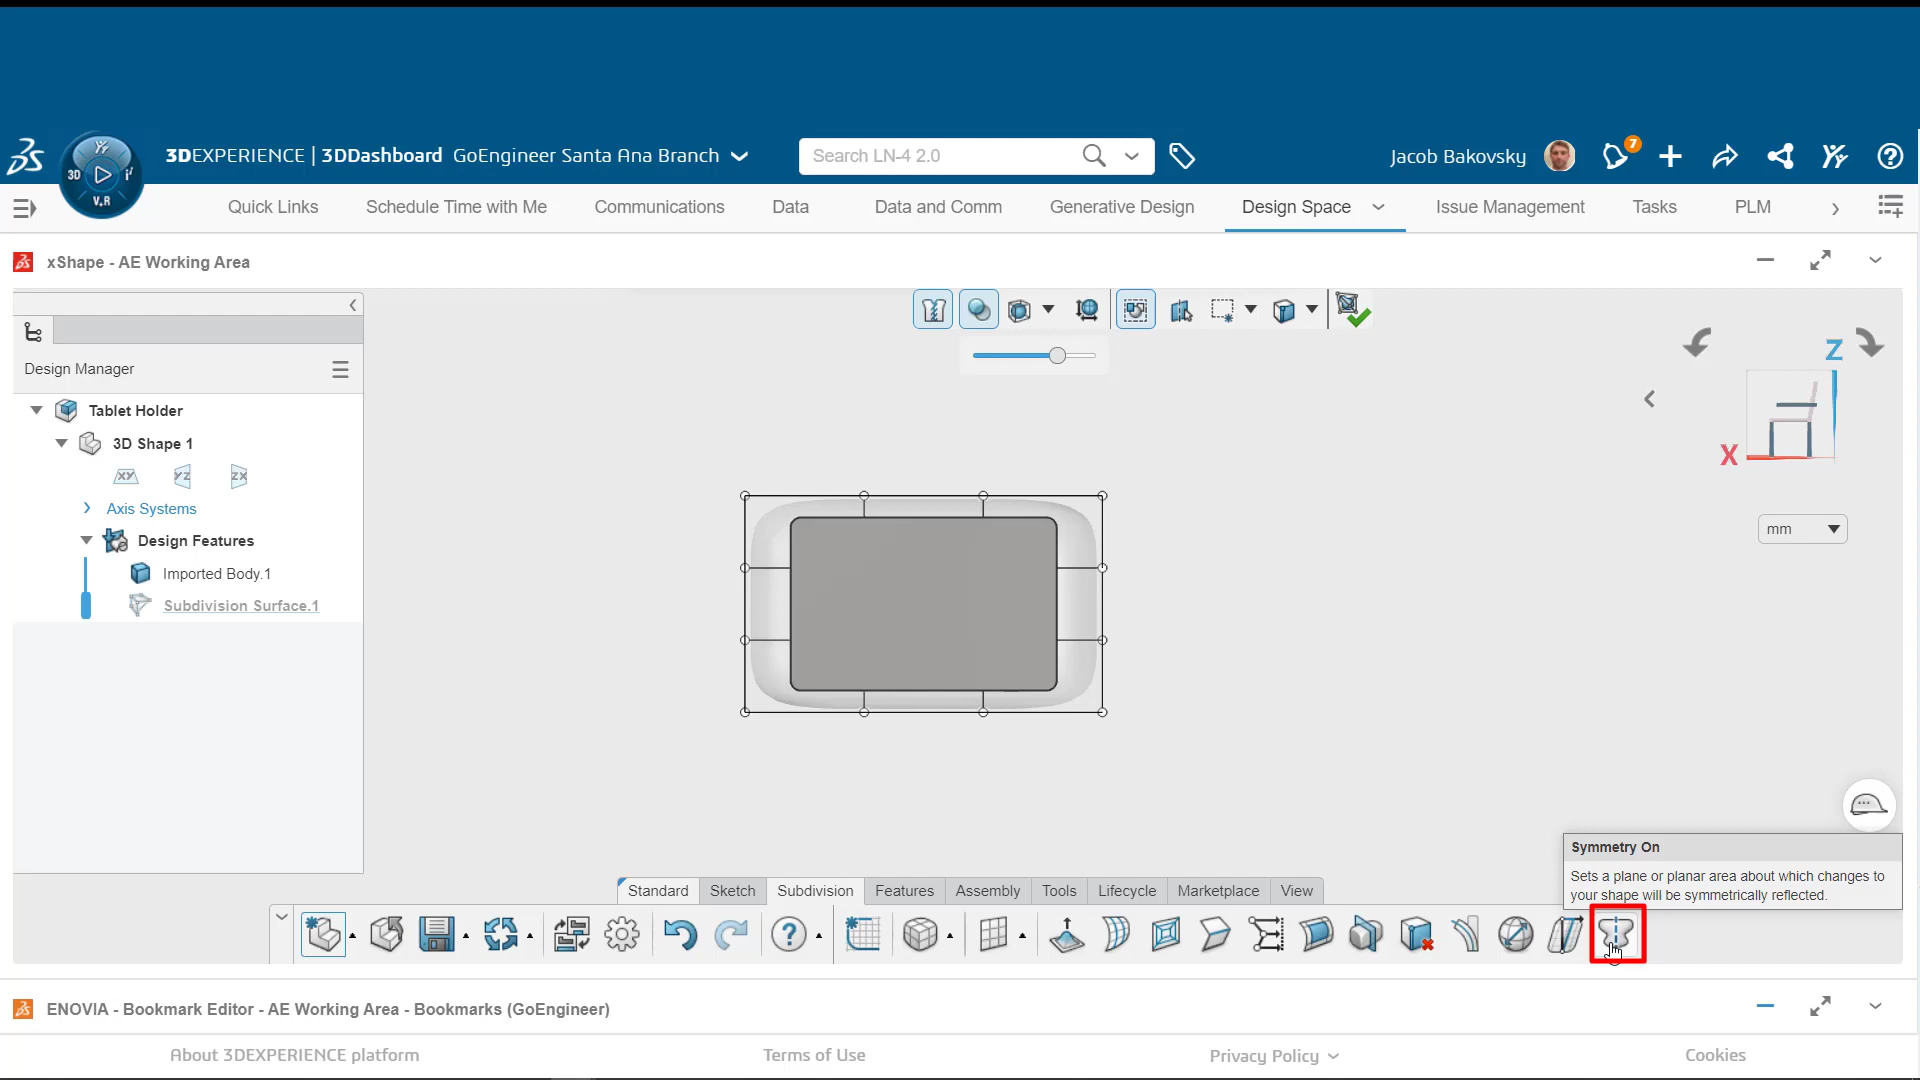 3DEXPERIENCE | 3DDashboard GoEngineer Santa Ana Branch
Search LN-4 2.0
Jacob Bakovsky
7
3D
V.R
Quick Links
Schedule Time with Me
Communications
Data
Data and Comm
Generative Design
Design Space
Issue Management
Tasks
PLM
xShape - AE Working Area
Design Manager
Tablet Holder
3D Shape 1
XY
YZ
ZX
Axis Systems
Design Features
Imported Body.1
Subdivision Surface.1
Z
X
mm
Symmetry On
Sets a plane or planar area about which changes to
your shape will be symmetrically reflected.
Standard
Sketch
Subdivision
Features
Assembly
Tools
Lifecycle
Marketplace
View
ENOVIA - Bookmark Editor - AE Working Area - Bookmarks (GoEngineer)
About 3DEXPERIENCE platform
Terms of Use
Privacy Policy
Cookies